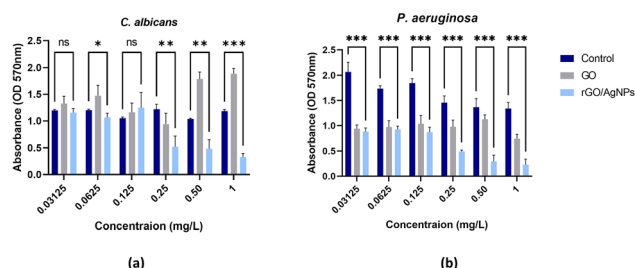 C. albicans
(a)
ns
*
ns
**
**
***
Absorbance (OD 570nm)
2.5
2.0
1.5
1.0
0.5
0.0
0.03125
0.0625
0.125
0.25
0.50
1
Concentraion (mg/L)
(a)
P. aeruginosa
b)
***
***
***
***
***
***
Absorbance (OD 570nm)
2.5
2.0
1.5
1.0
0.5
0.0
0.03125
0.0625
0.125
0.25
0.50
1
Concentraion (mg/L)
(b)
Control
GO
rGO/AgNPs